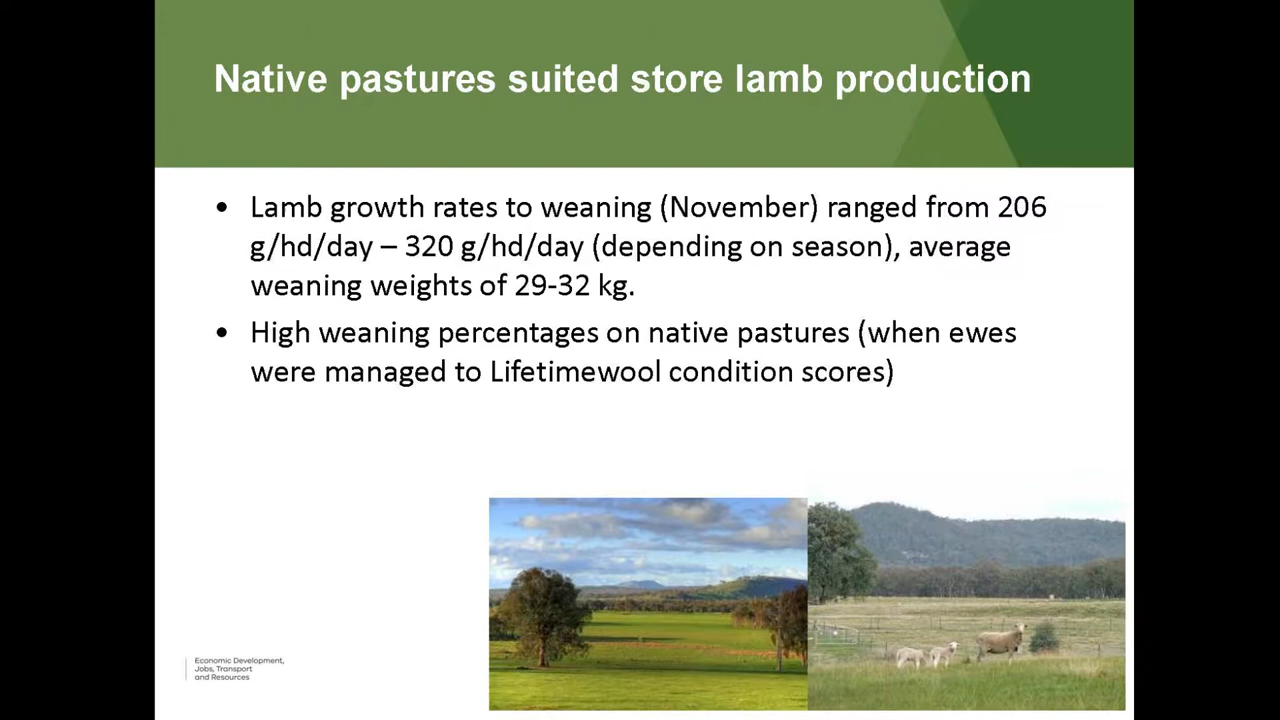 Native pastures suited store lamb production
• Lamb growth rates to weaning (November) ranged from 206
g/hd/day – 320 g/hd/day (depending on season), average
weaning weights of 29-32 kg.
• High weaning percentages on native pastures (when ewes
were managed to Lifetimewool condition scores)
Economic Development,
Jobs, Transport
and Resources